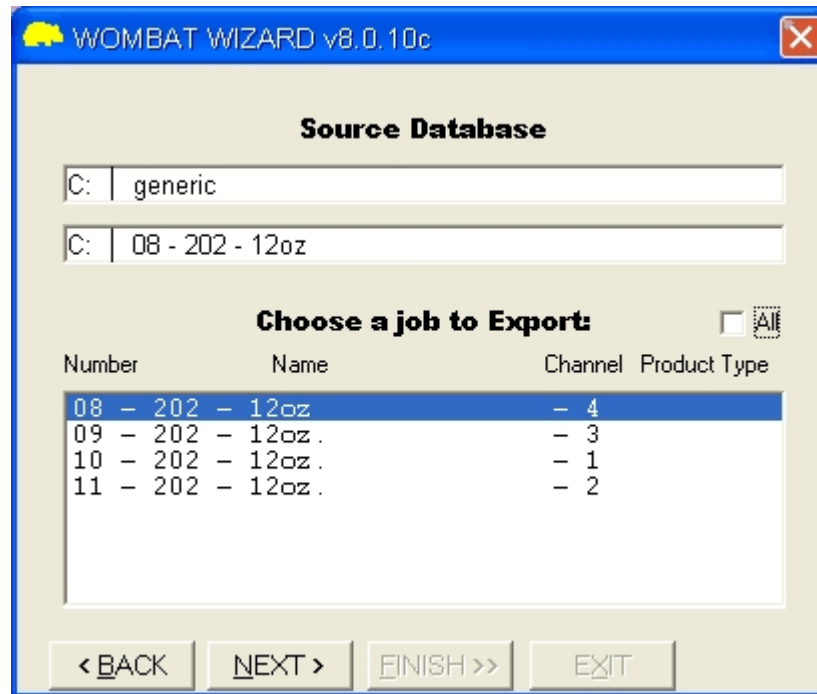 WOMBAT WIZARD v8.0.10c
Source Database
C: generic
C: 08 - 202 - 12oz
Choose a job to Export: All
Number Name Channel Product Type
08 – 202 – 12oz – 4
09 – 202 – 12oz. – 3
10 – 202 – 12oz. – 1
11 – 202 – 12oz. – 2
< BACK NEXT > FINISH >> EXIT